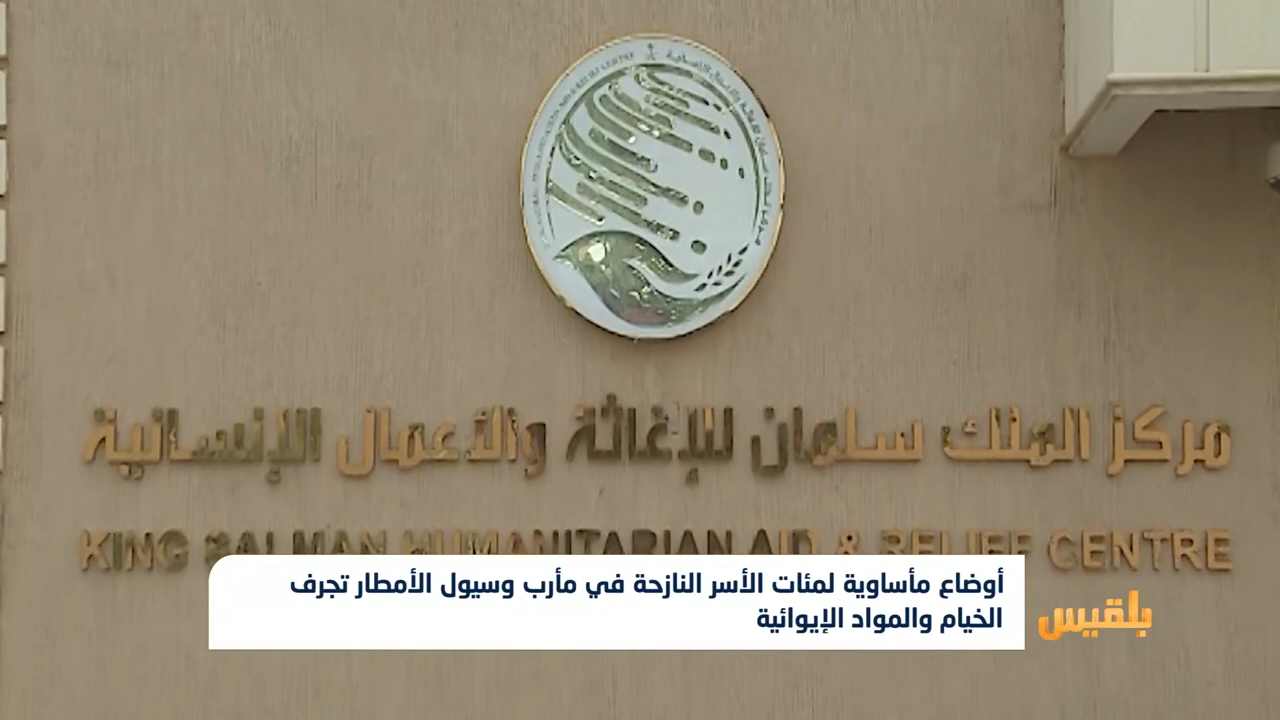 مركز الملك سلمان للإغاثة والأعمال الإنسانية
KING SALMAN HUMANITARIAN AID & RELIEF CENTRE
أوضاع مأساوية لمئات الأسر النازحة في مأرب وسيول الأمطار تجرف
الخيام والمواد الإيوائية
بلقيس